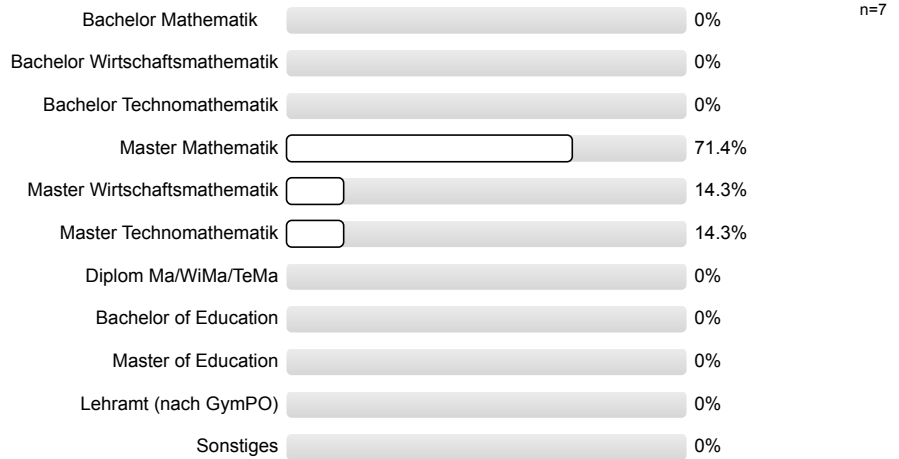 n=7
Bachelor Mathematik 0%
Bachelor Wirtschaftsmathematik 0%
Bachelor Technomathematik 0%
Master Mathematik 71.4%
Master Wirtschaftsmathematik 14.3%
Master Technomathematik 14.3%
Diplom Ma/WiMa/TeMa 0%
Bachelor of Education 0%
Master of Education 0%
Lehramt (nach GymPO) 0%
Sonstiges 0%